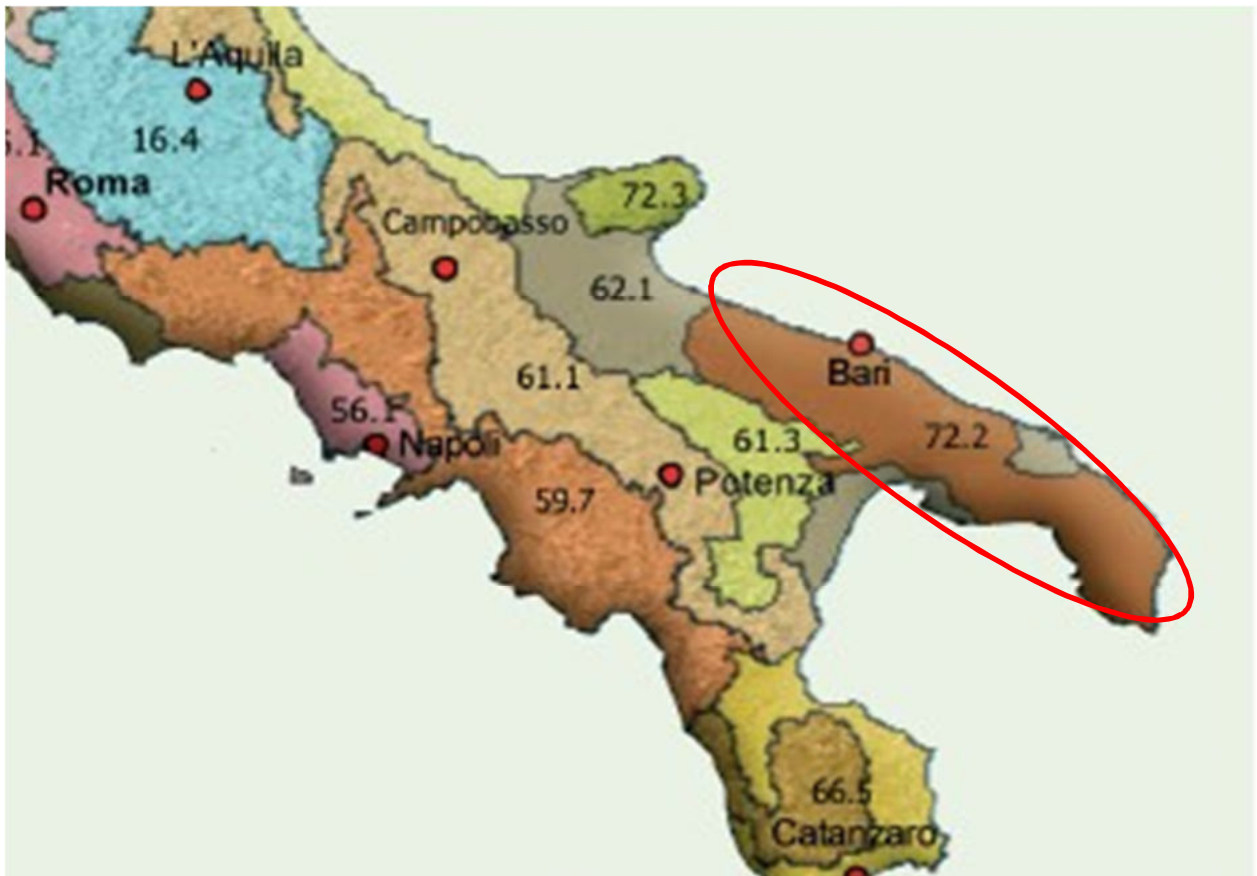 L'Aquila
16.4
Roma
72.3
Campobasso
62.1
Bari
61.1
56.1
72.2
61.3
Napoli
Potenza
59.7
66.5
Catanzaro